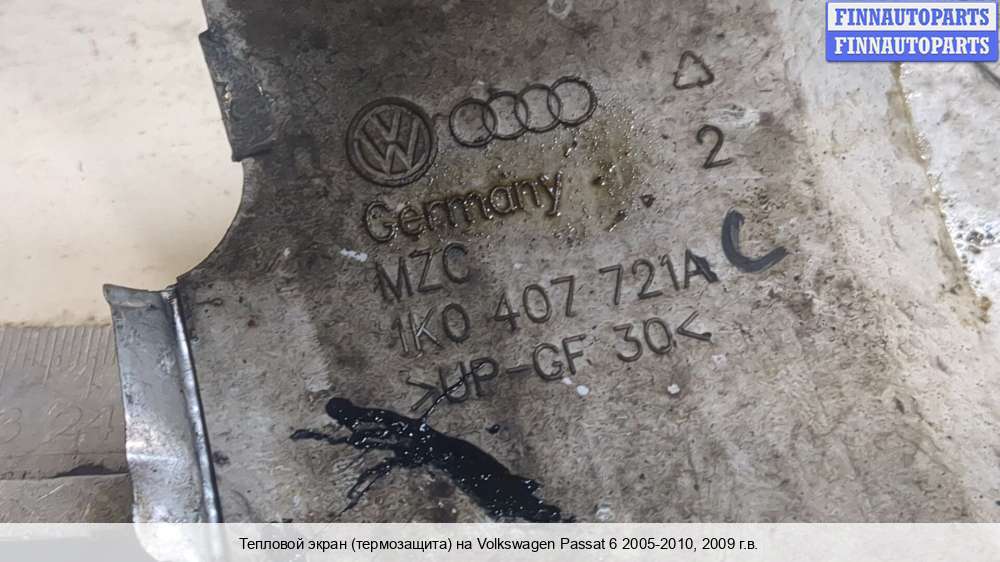 FINNAUTOPARTS
FINNAUTOPARTS
2
Germany
MZC
1K0 407 721A C
>UP-GF 30<
Тепловой экран (термозащита) на Volkswagen Passat 6 2005-2010, 2009 г.в.